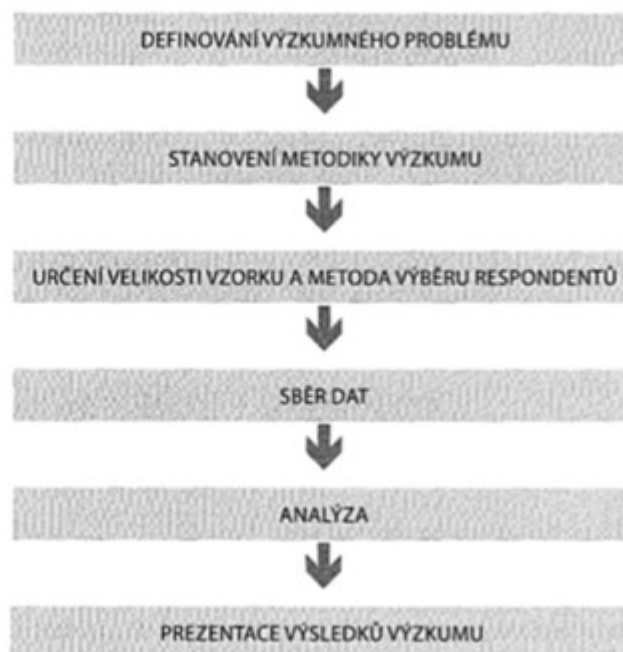 DEFINOVÁNÍ VÝZKUMNÉHO PROBLÉMU
STANOVENÍ METODIKY VÝZKUMU
URČENÍ VELIKOSTI VZORKU A METODA VÝBĚRU RESPONDENTŮ
SBĚR DAT
ANALÝZA
PREZENTACE VÝSLEDKŮ VÝZKUMU